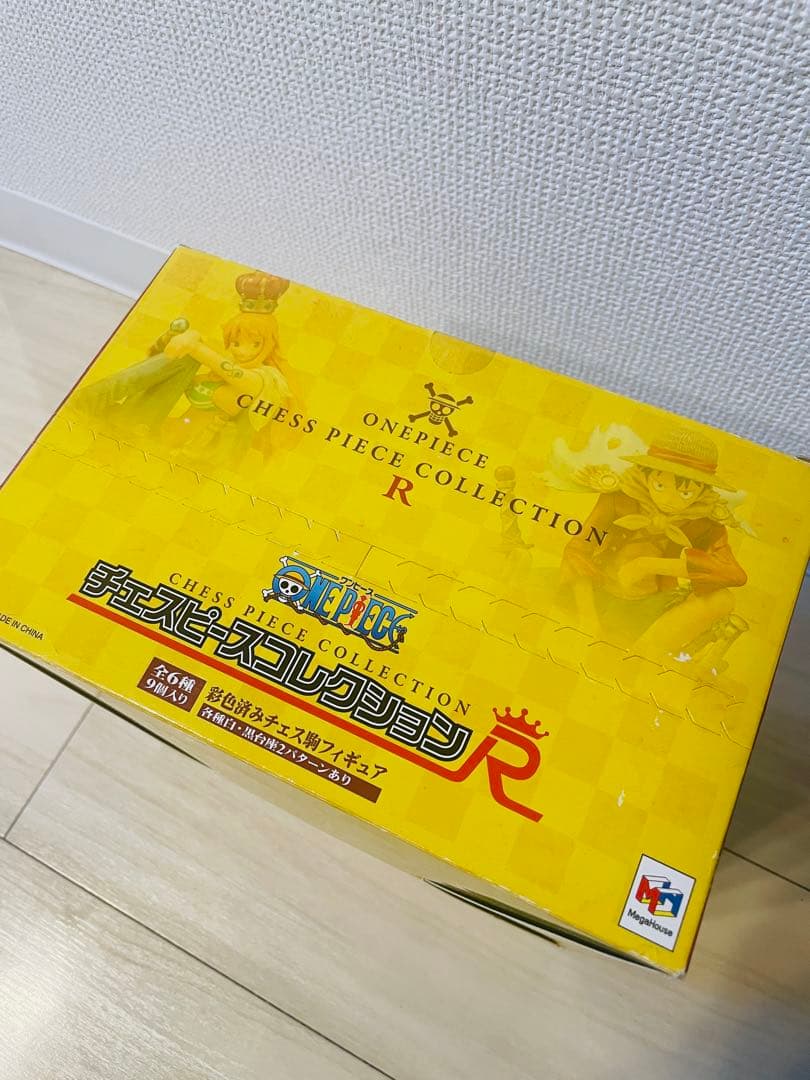 ONEPIECE
CHESS PIECE COLLECTION
R
ワンピース
ONE PIECE
CHESS PIECE COLLECTION
チェスピースコレクション
R
全6種
9個入り
彩色済みチェス駒フィギュア
各種白・黒台座2パターンあり
DE IN CHINA
MegaHouse